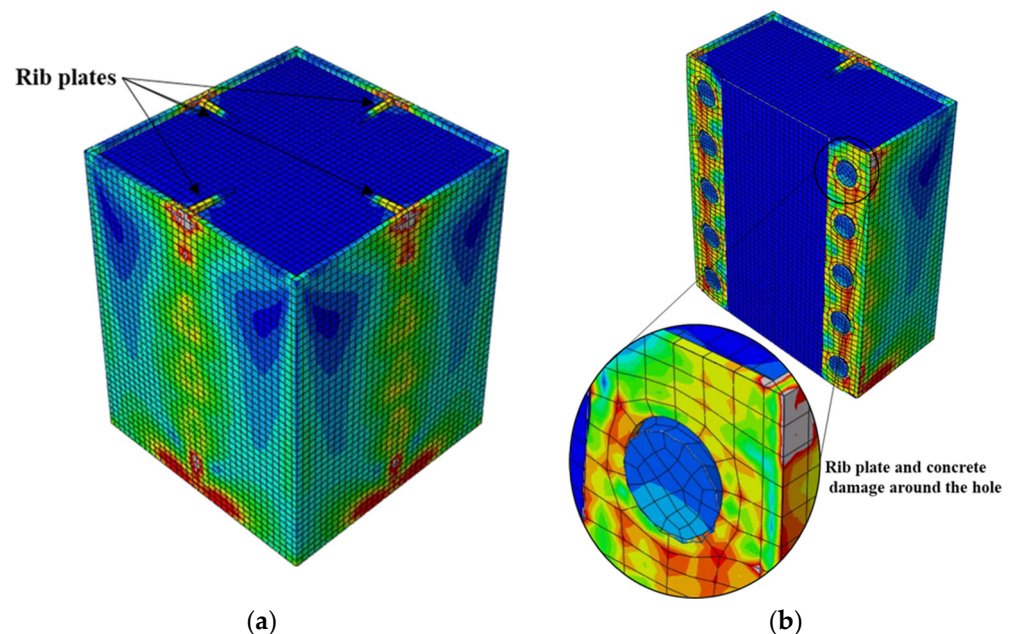 Rib plates
Rib plate and concrete
damage around the hole
(a)
(b)